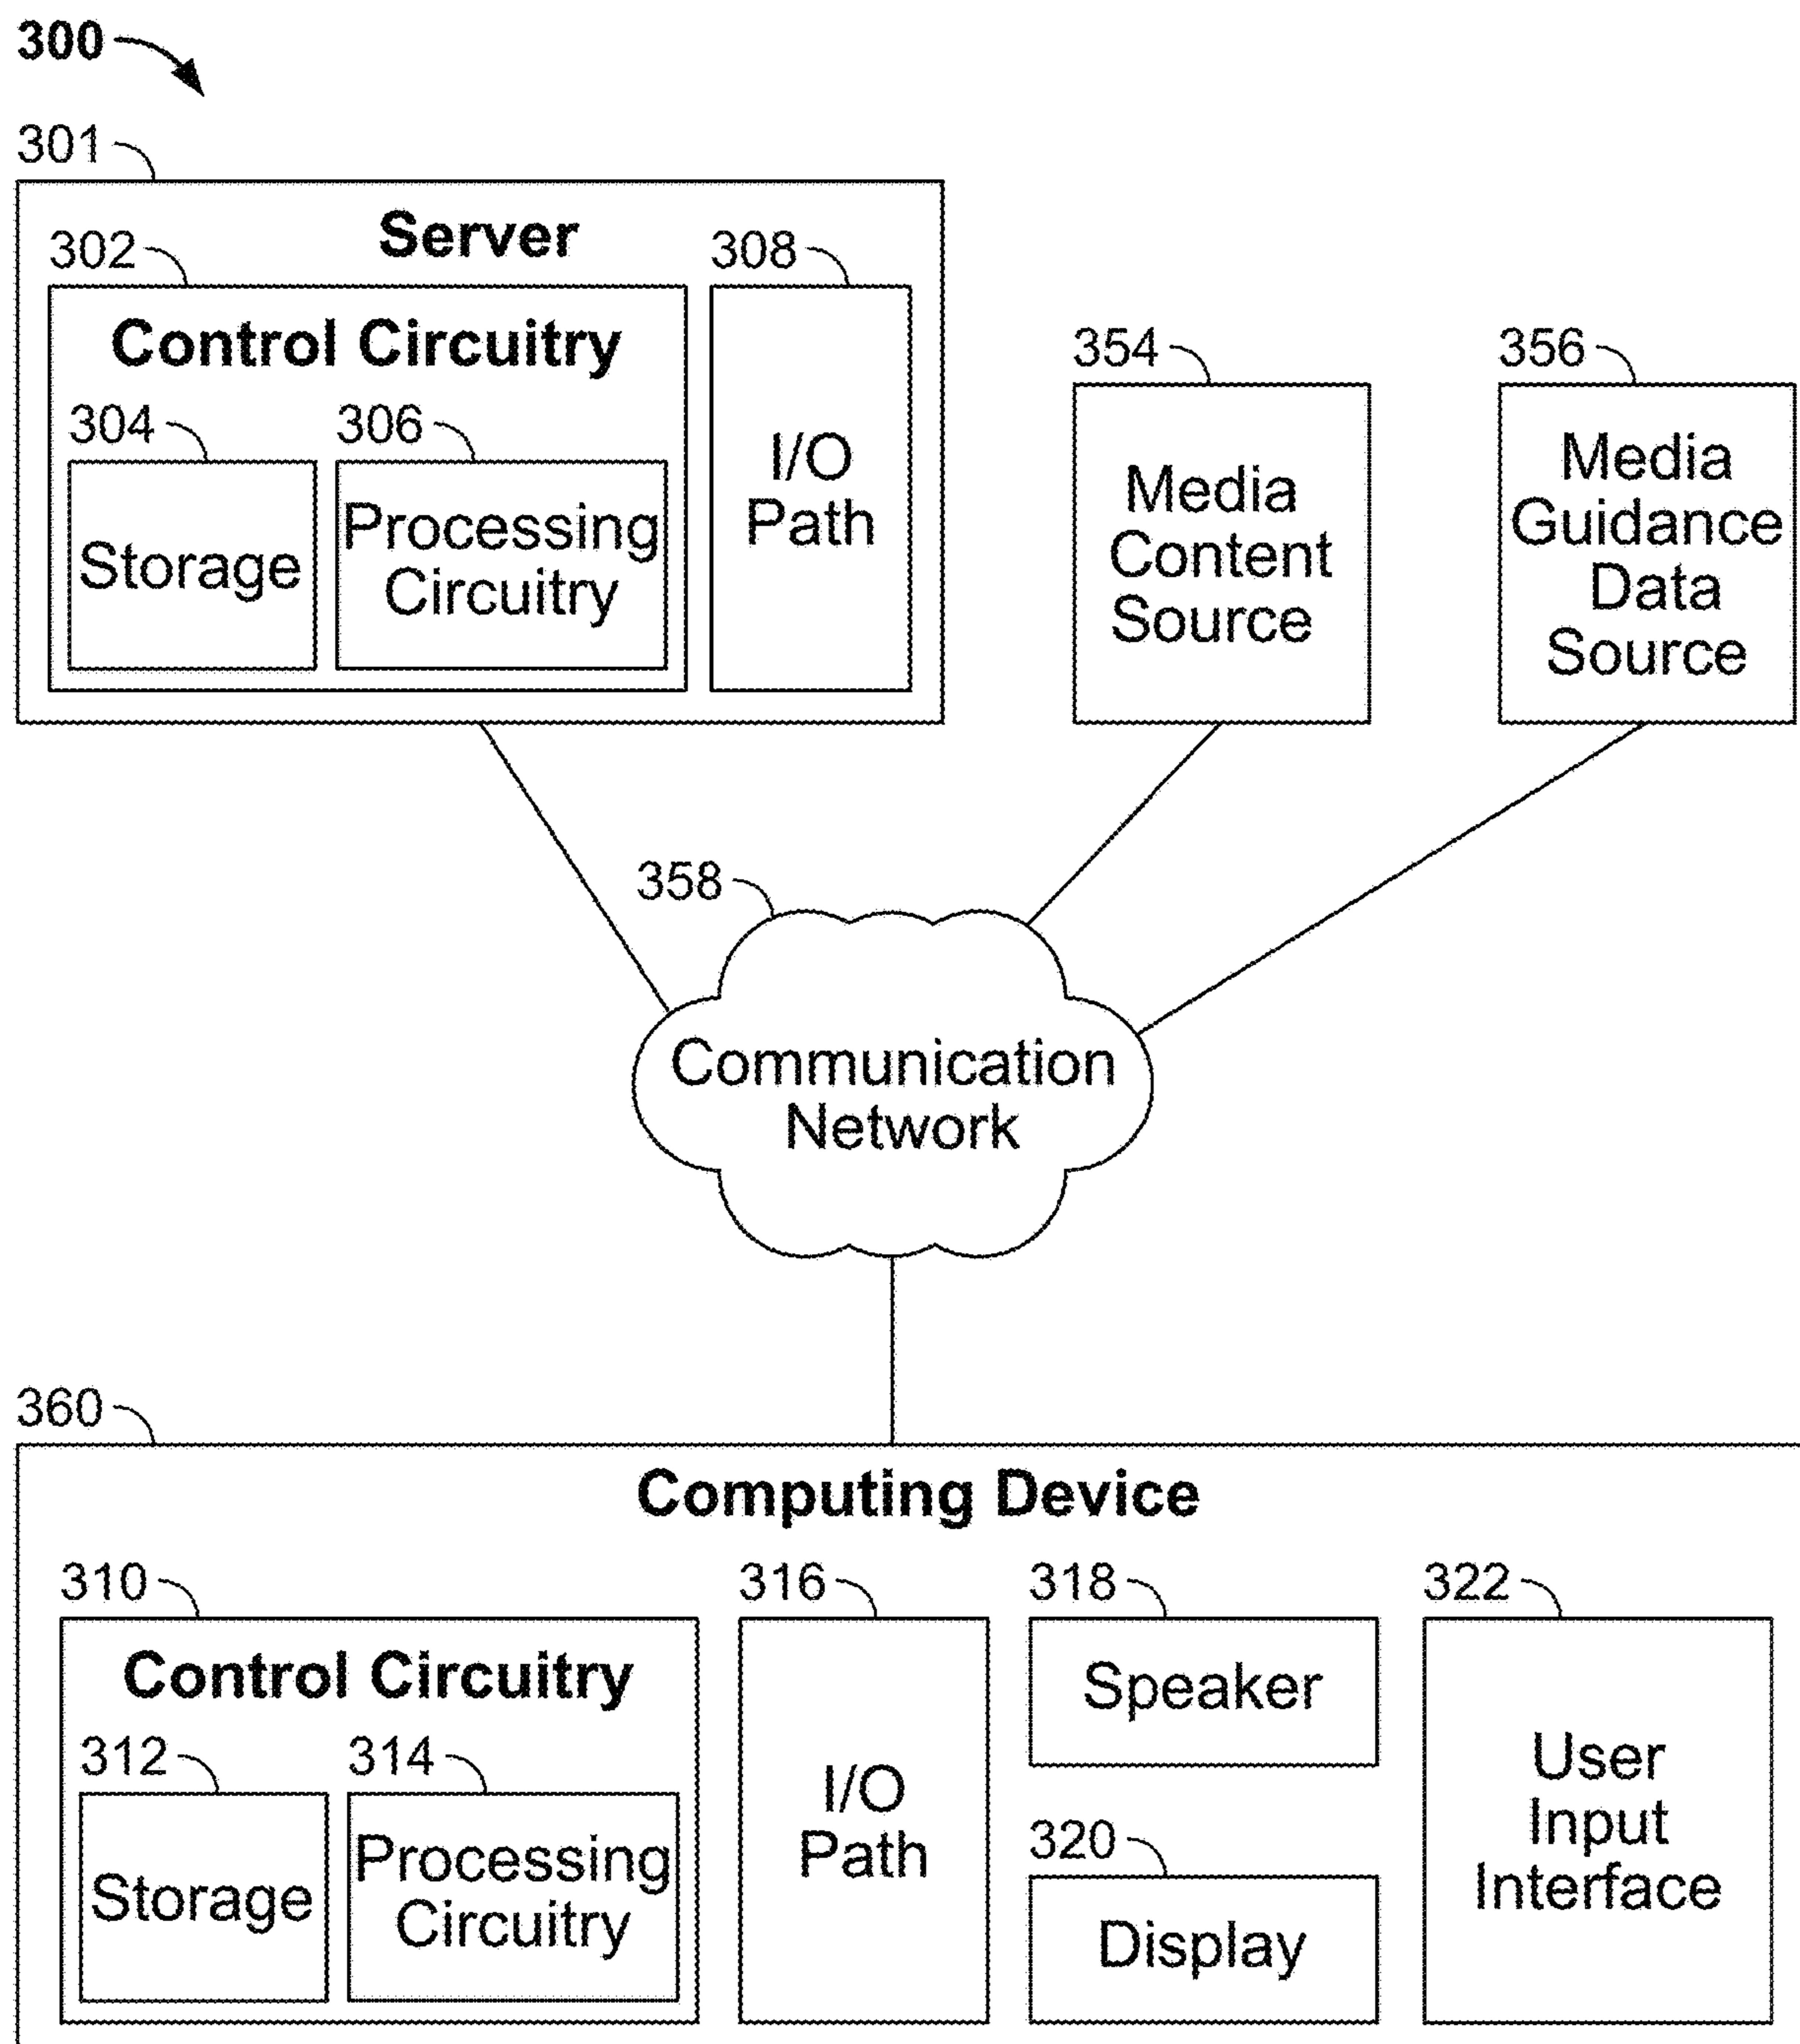 300
301
Server
302
308
Control Circuitry
304
306
Storage
Processing
Circuitry
I/O
Path
354
Media
Content
Source
356
Media
Guidance
Data
Source
358
Communication
Network
360
Computing Device
310
Control Circuitry
312
314
Storage
Processing
Circuitry
316
I/O
Path
318
Speaker
320
Display
322
User
Input
Interface